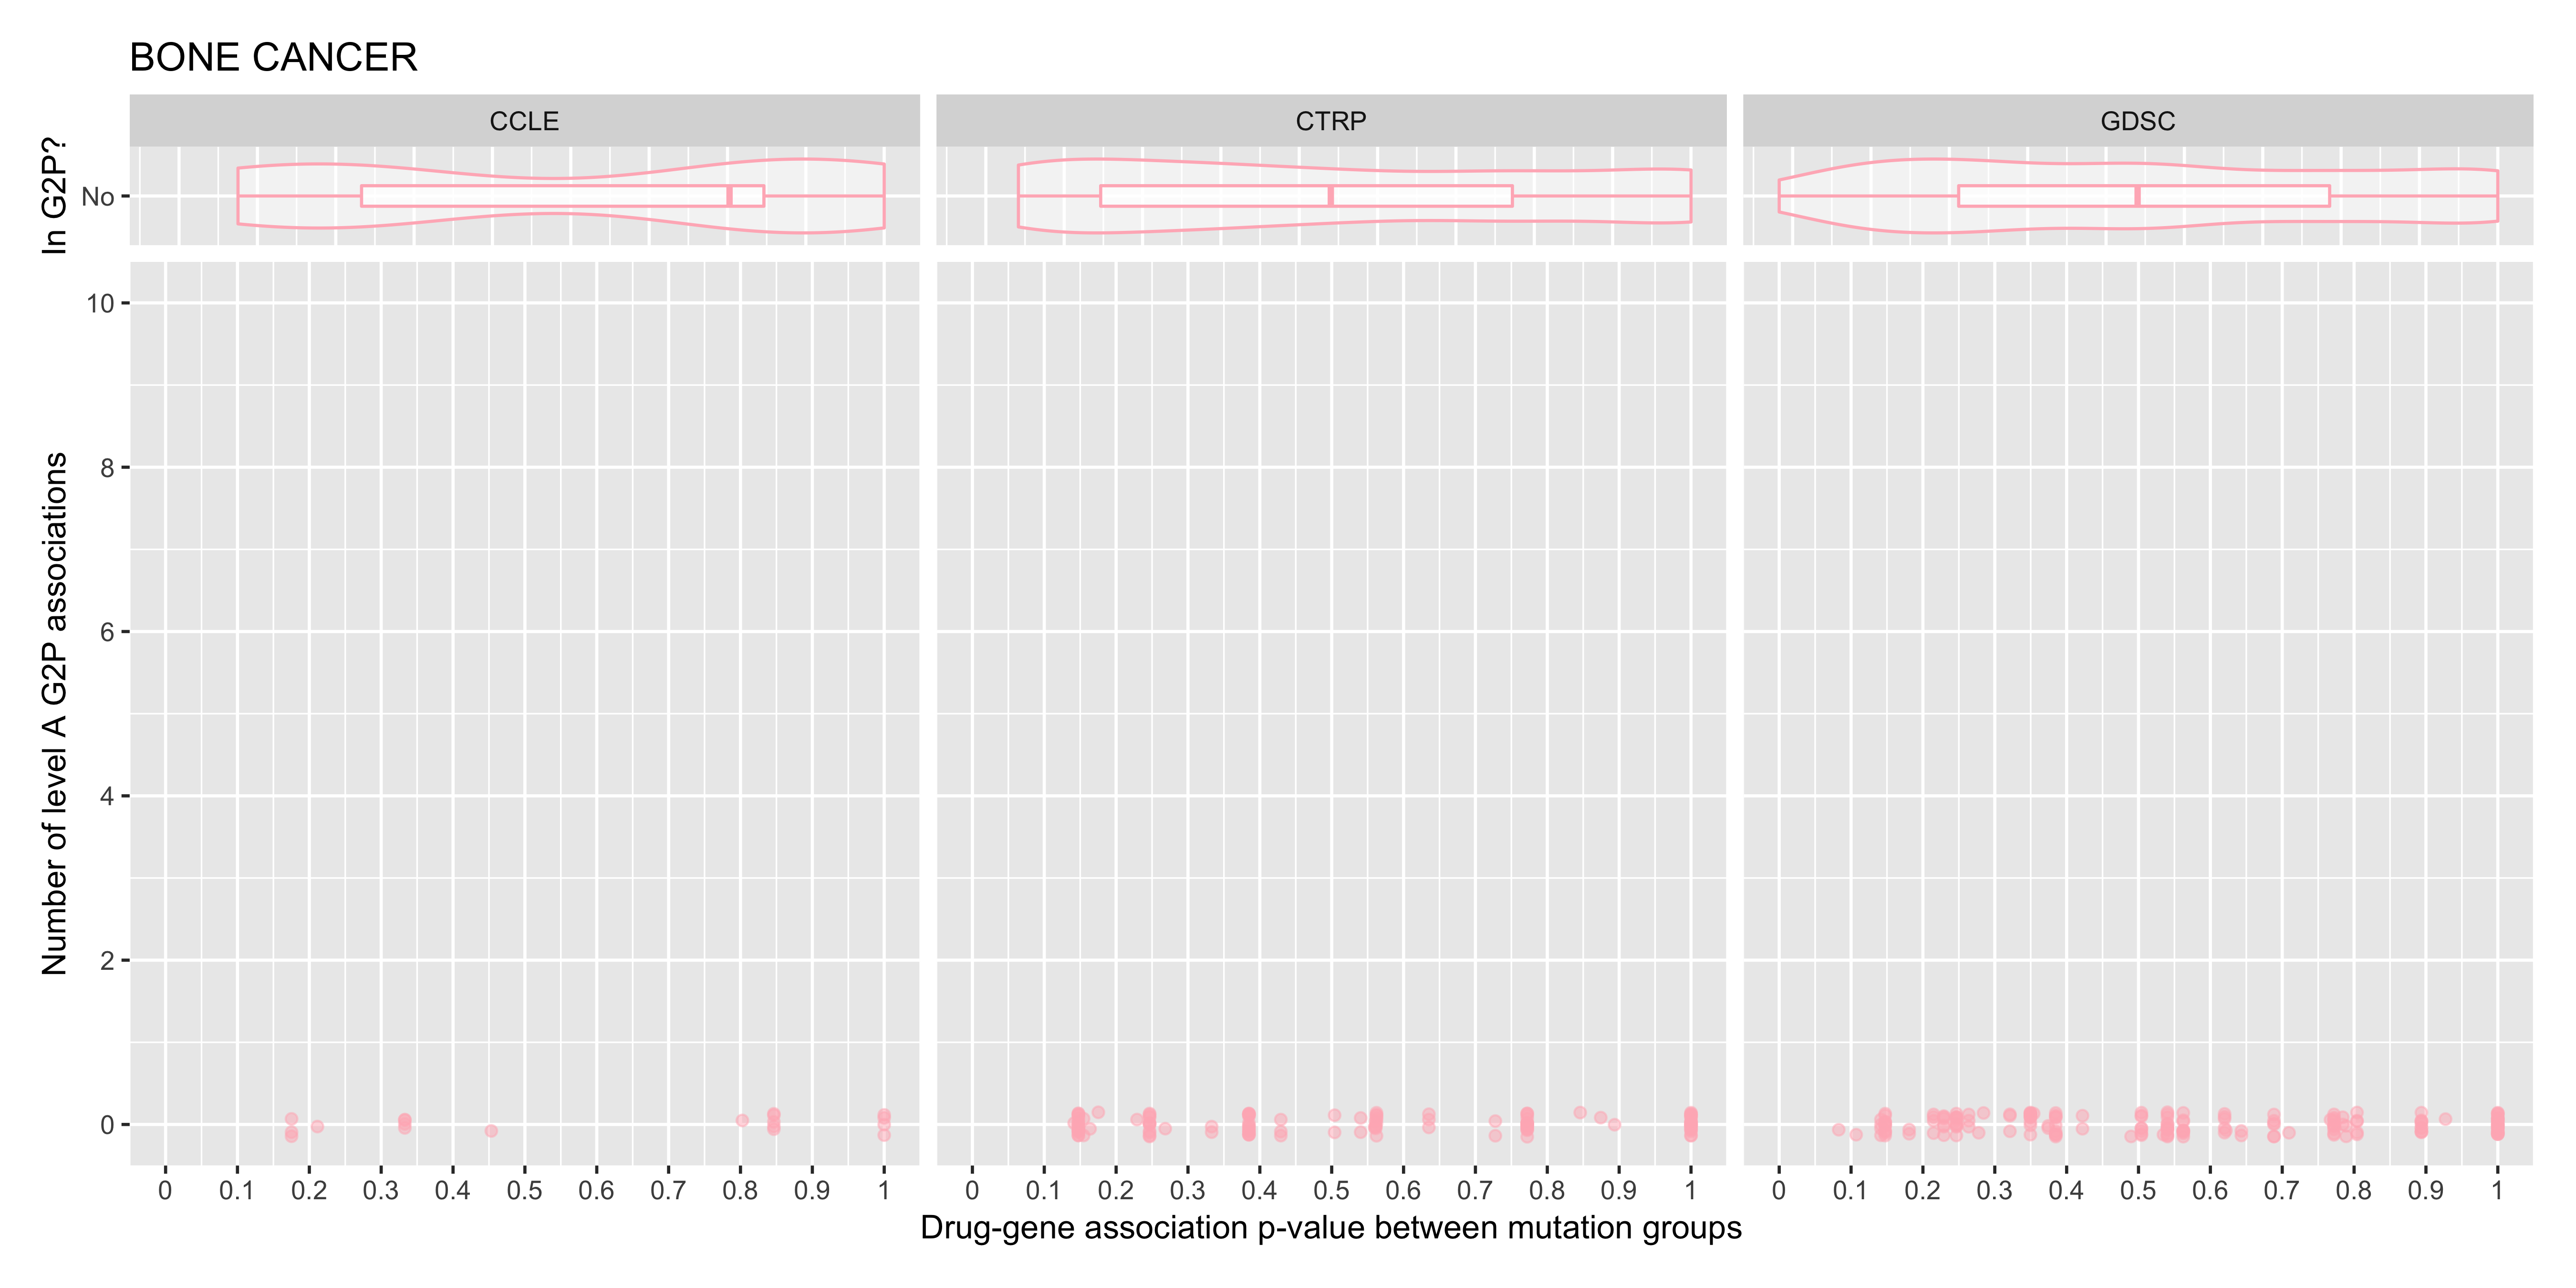 BONE CANCER
CCLE CTRP GDSC
In G2P?
No
Number of level A G2P associations
10
8
6
4
2
0
0 0.1 0.2 0.3 0.4 0.5 0.6 0.7 0.8 0.9 1 0 0.1 0.2 0.3 0.4 0.5 0.6 0.7 0.8 0.9 1 0 0.1 0.2 0.3 0.4 0.5 0.6 0.7 0.8 0.9 1
Drug-gene association p-value between mutation groups